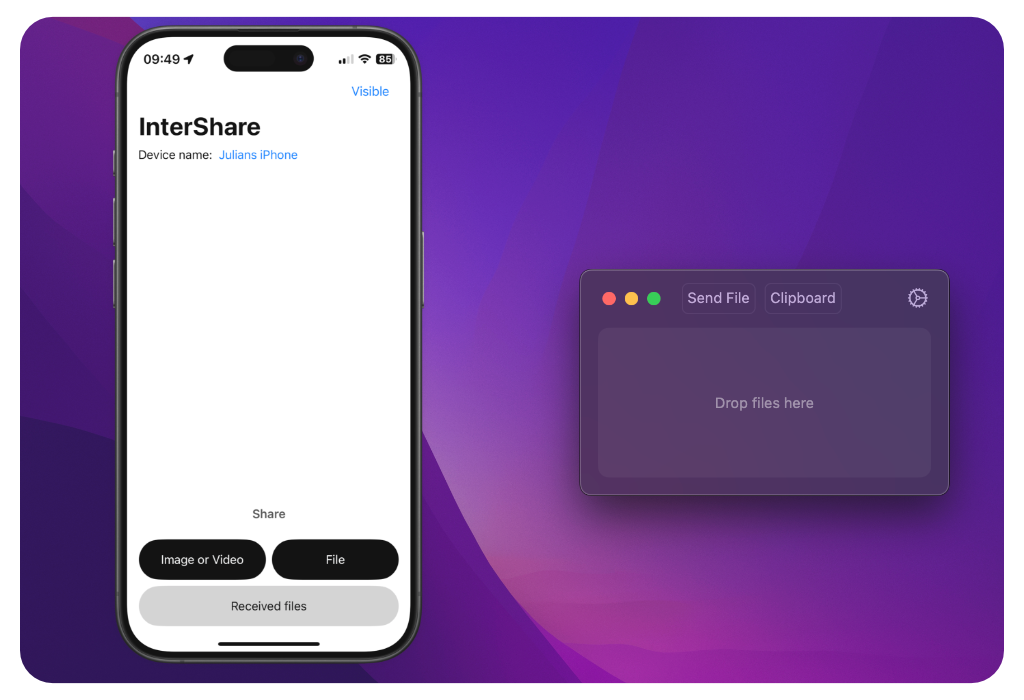 09:49
85
Visible
InterShare
Device name: Julians iPhone
Share
Image or Video
File
Received files
Send File
Clipboard
Drop files here